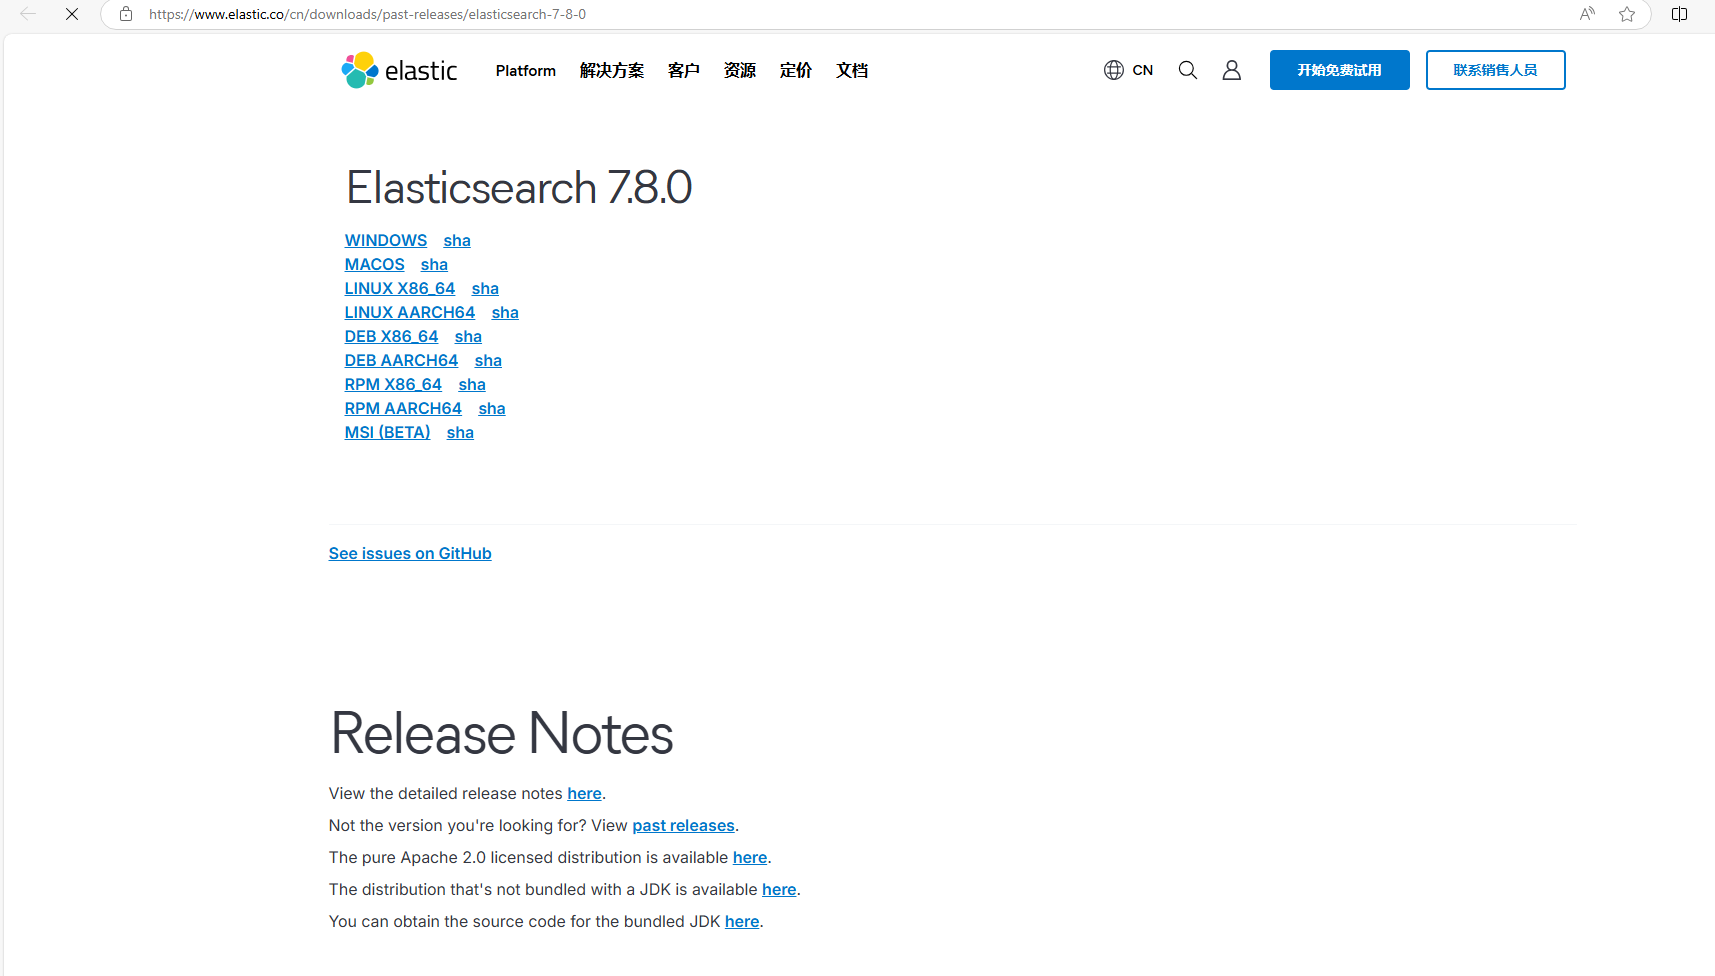 https://www.elastic.co/cn/downloads/past-releases/elasticsearch-7-8-0
elastic Platform 解决方案 客户 资源 定价 文档 CN 开始免费试用 联系销售人员
Elasticsearch 7.8.0
WINDOWS sha
MACOS sha
LINUX X86_64 sha
LINUX AARCH64 sha
DEB X86_64 sha
DEB AARCH64 sha
RPM X86_64 sha
RPM AARCH64 sha
MSI (BETA) sha
See issues on GitHub
Release Notes
View the detailed release notes here.
Not the version you're looking for? View past releases.
The pure Apache 2.0 licensed distribution is available here.
The distribution that's not bundled with a JDK is available here.
You can obtain the source code for the bundled JDK here.